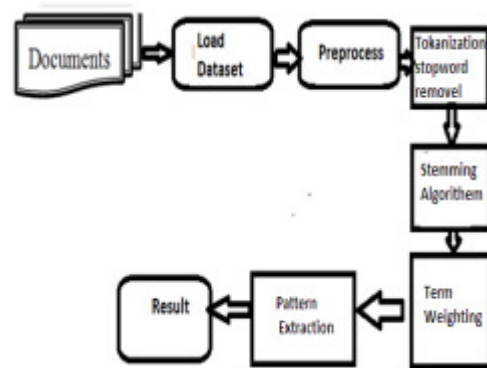 Documents
Load
Dataset
Preprocess
Tokanization
stopword
removel
Stemming
Algorithem
Term
Weighting
Pattern
Extraction
Result